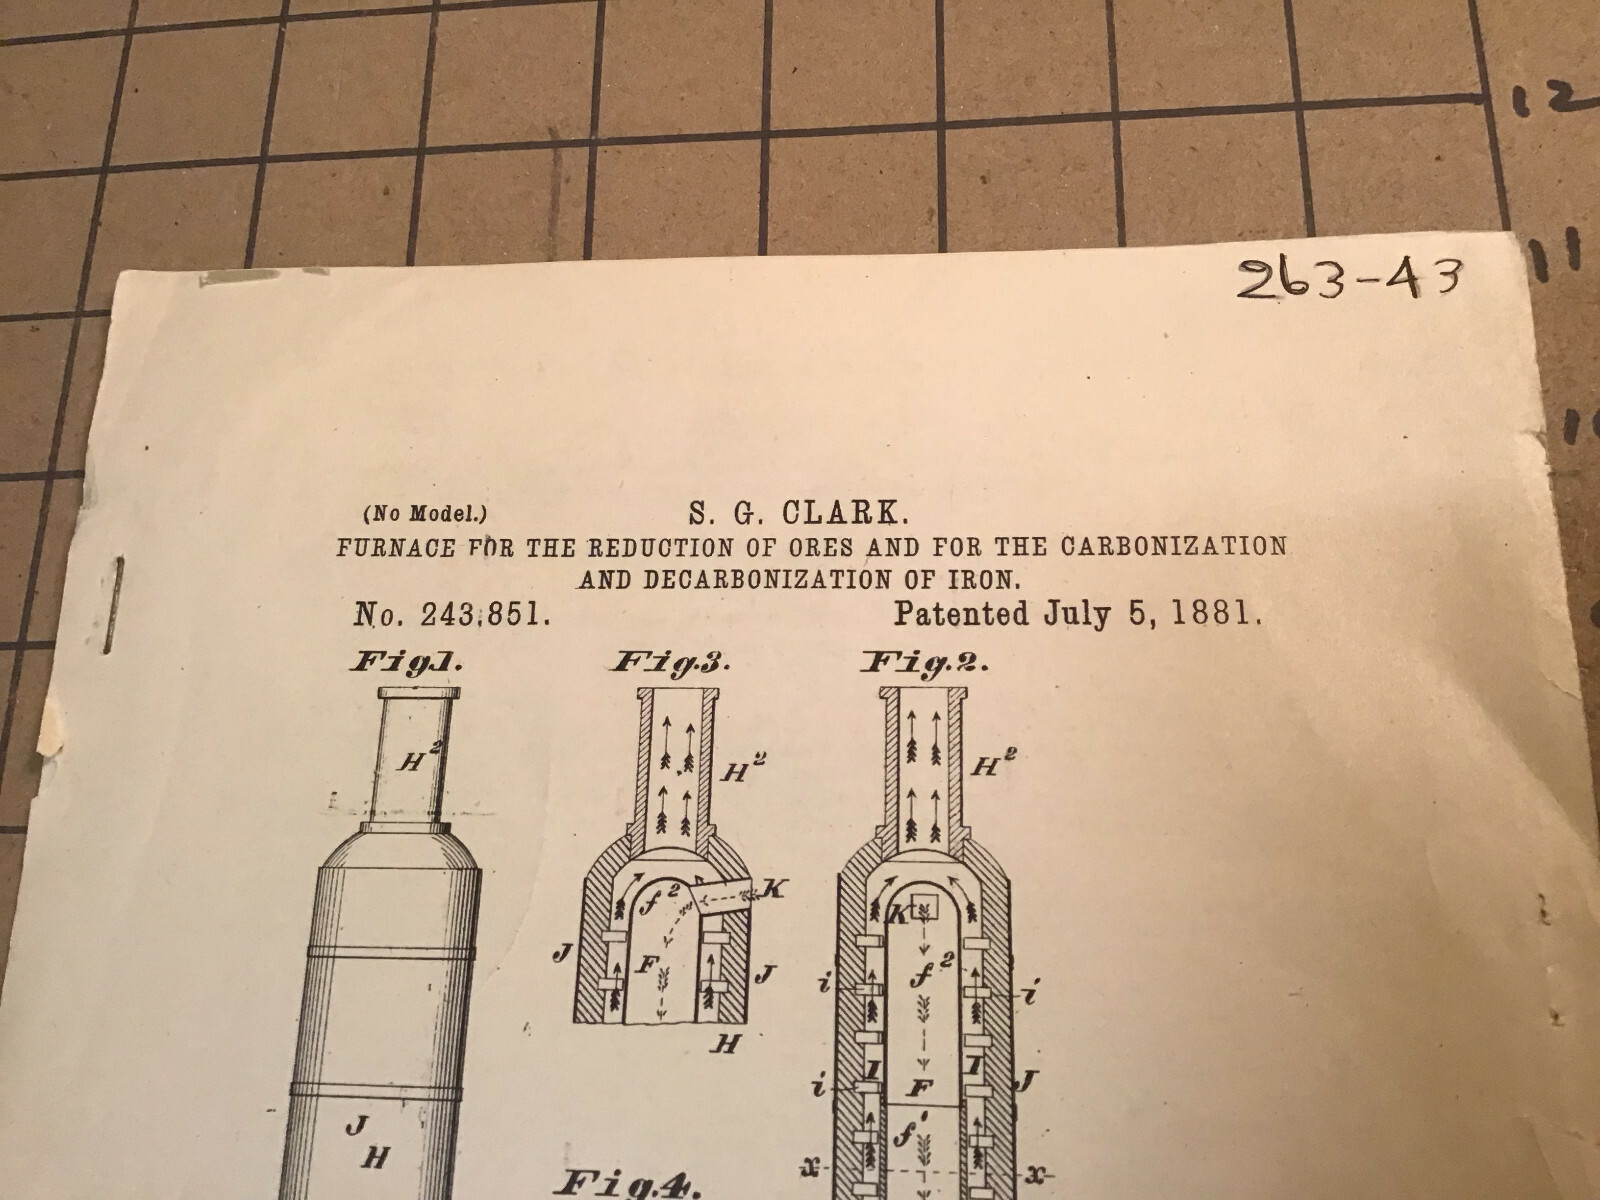 12
11
263-43
(No Model.)
S. G. CLARK.
FURNACE FOR THE REDUCTION OF ORES AND FOR THE CARBONIZATION
AND DECARBONIZATION OF IRON.
No. 243,851.
Patented July 5, 1881.
Fig.1.
Fig.3.
Fig.2.
H²
H²
H²
K
f²
K
J
F
J
f²
i
i
H
I
I
i
F
J
f'
J
H
x
x
Fig.4.